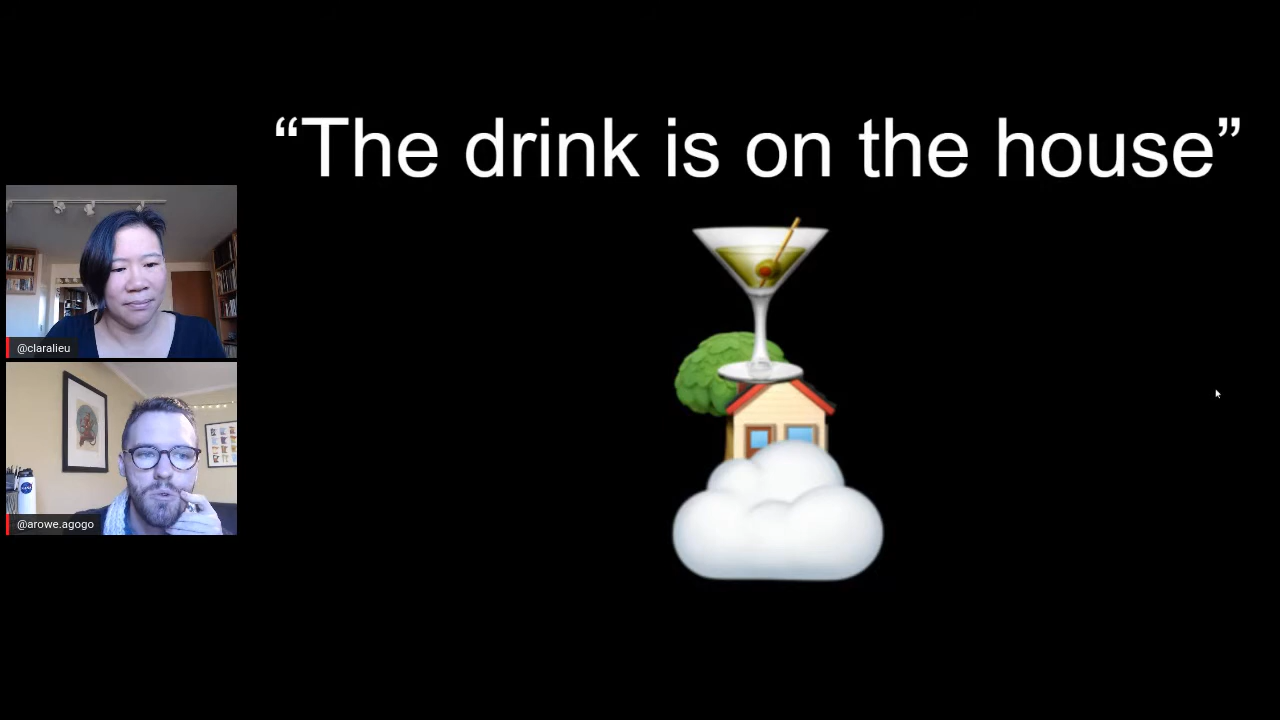 “The drink is on the house”
@claralieu
@arowe.agogo